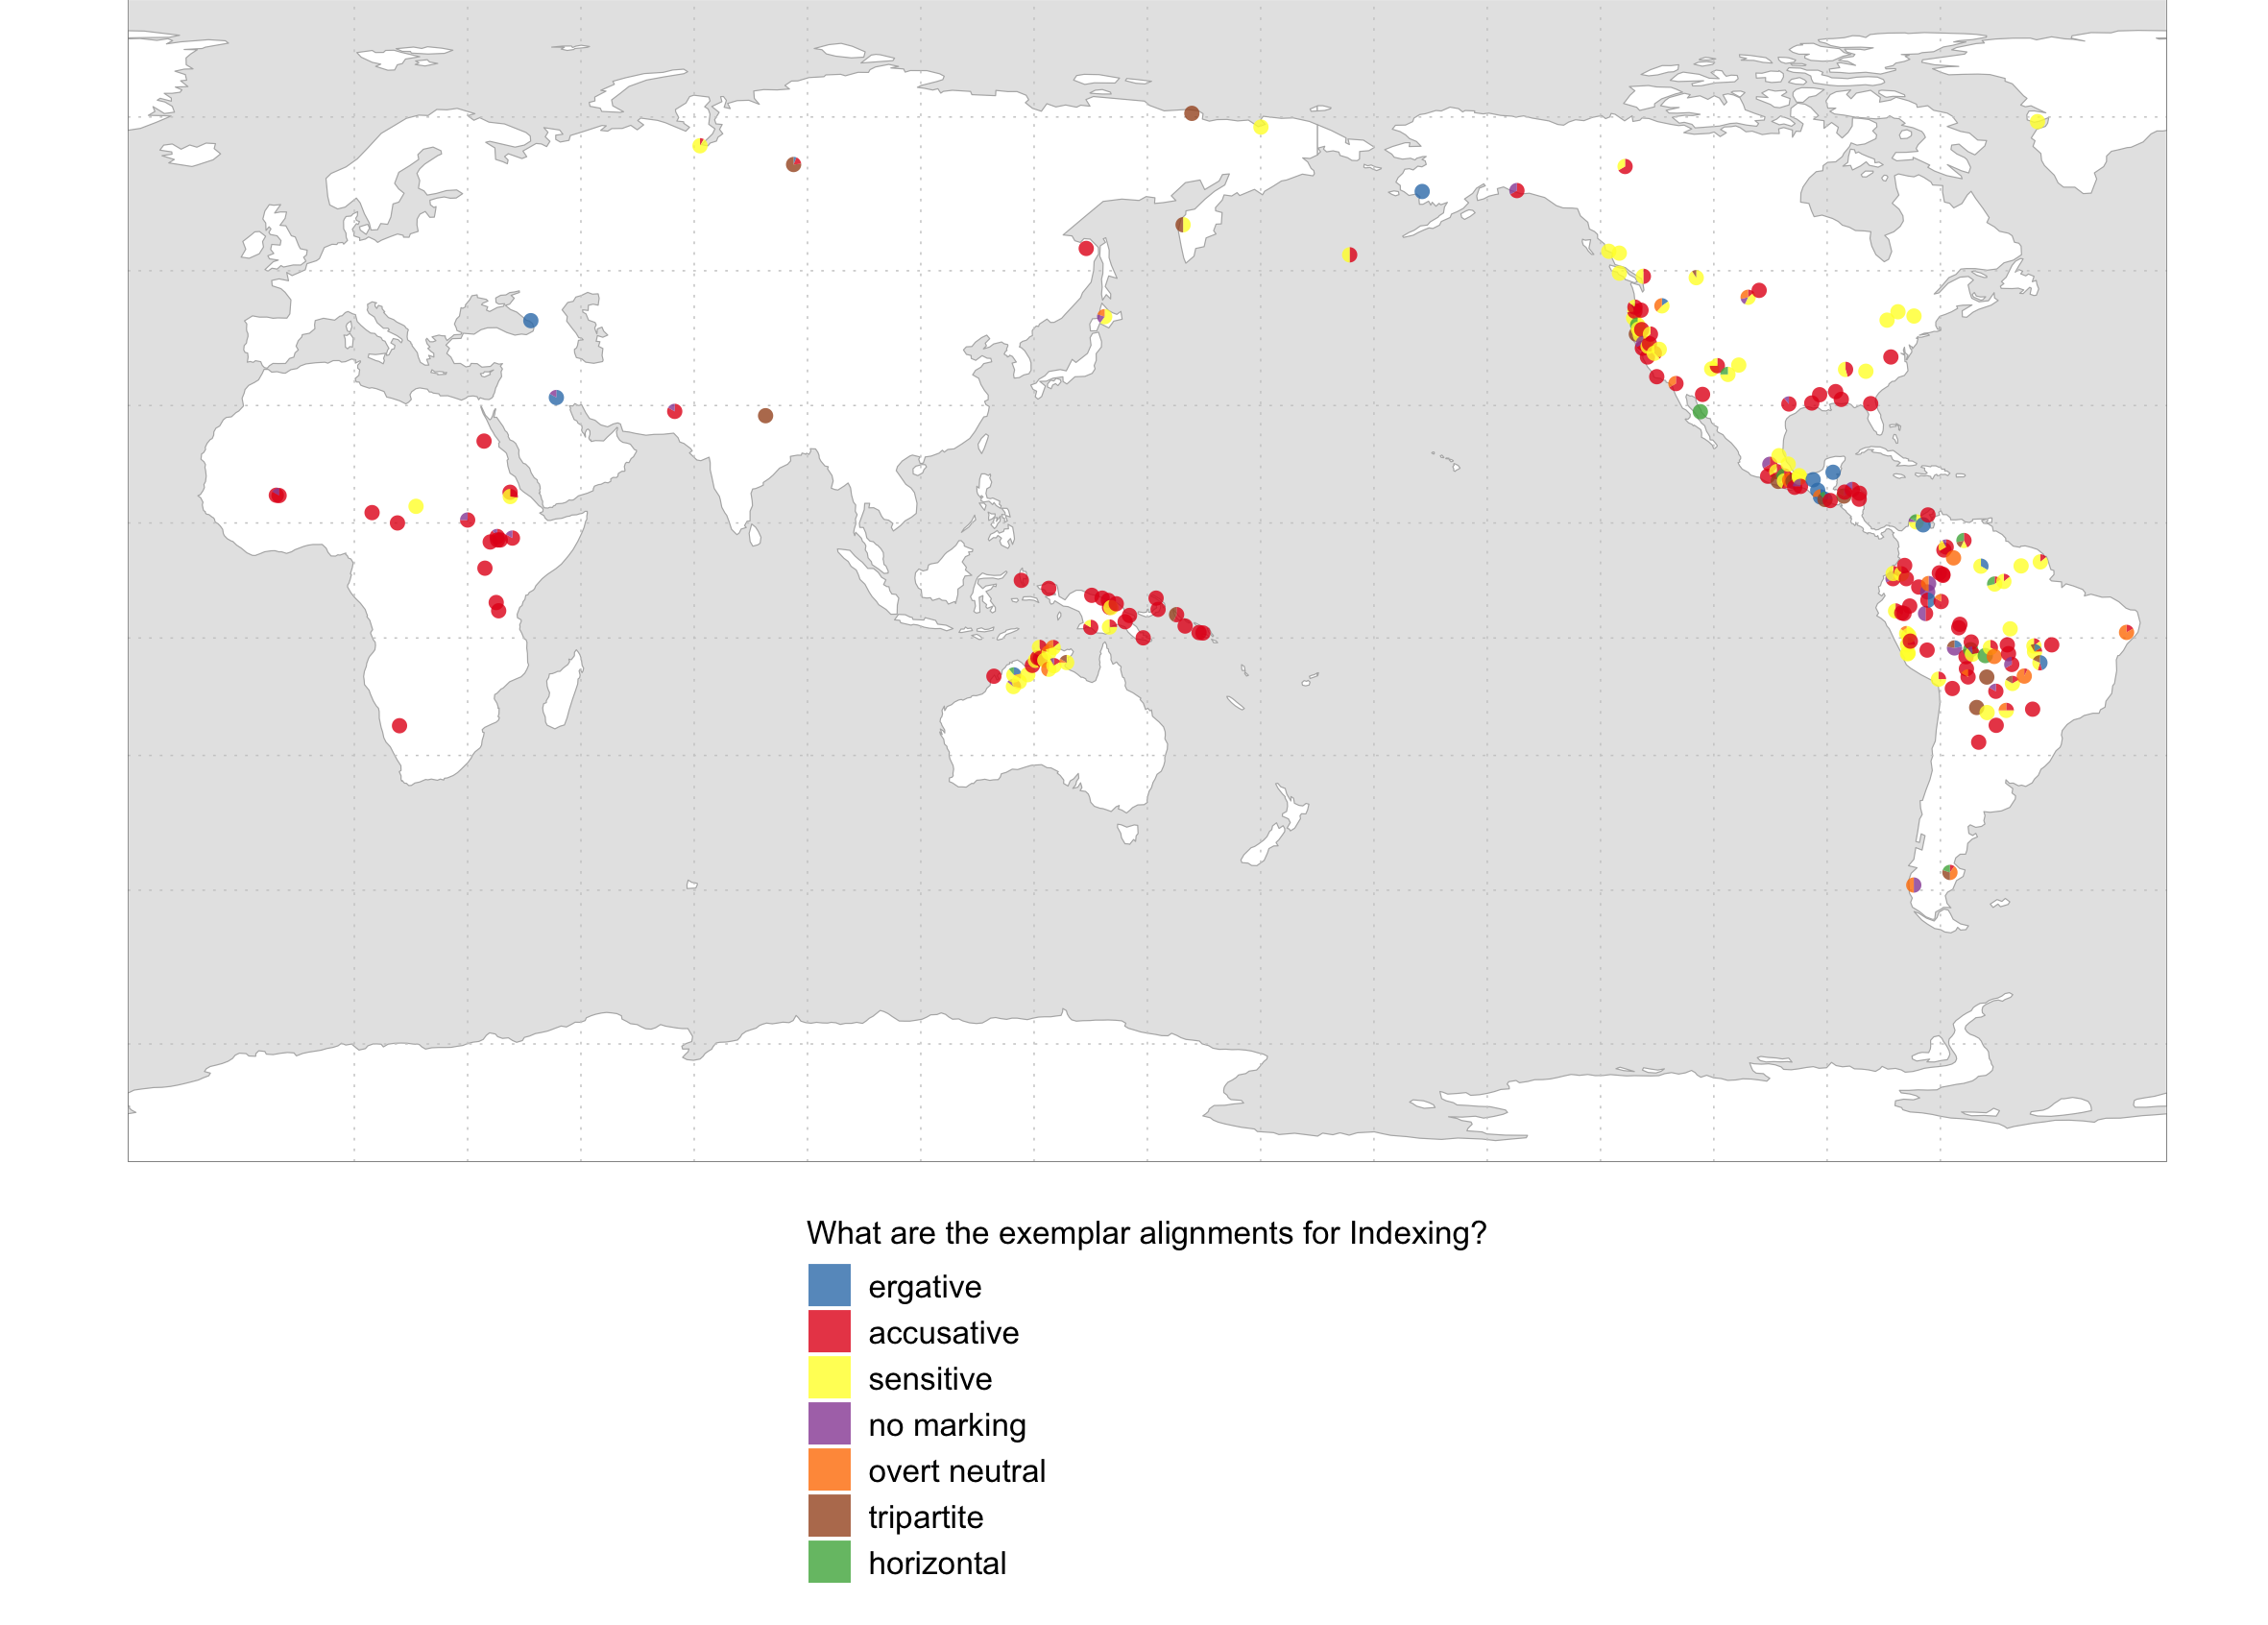 What are the exemplar alignments for Indexing?
ergative
accusative
sensitive
no marking
overt neutral
tripartite
horizontal